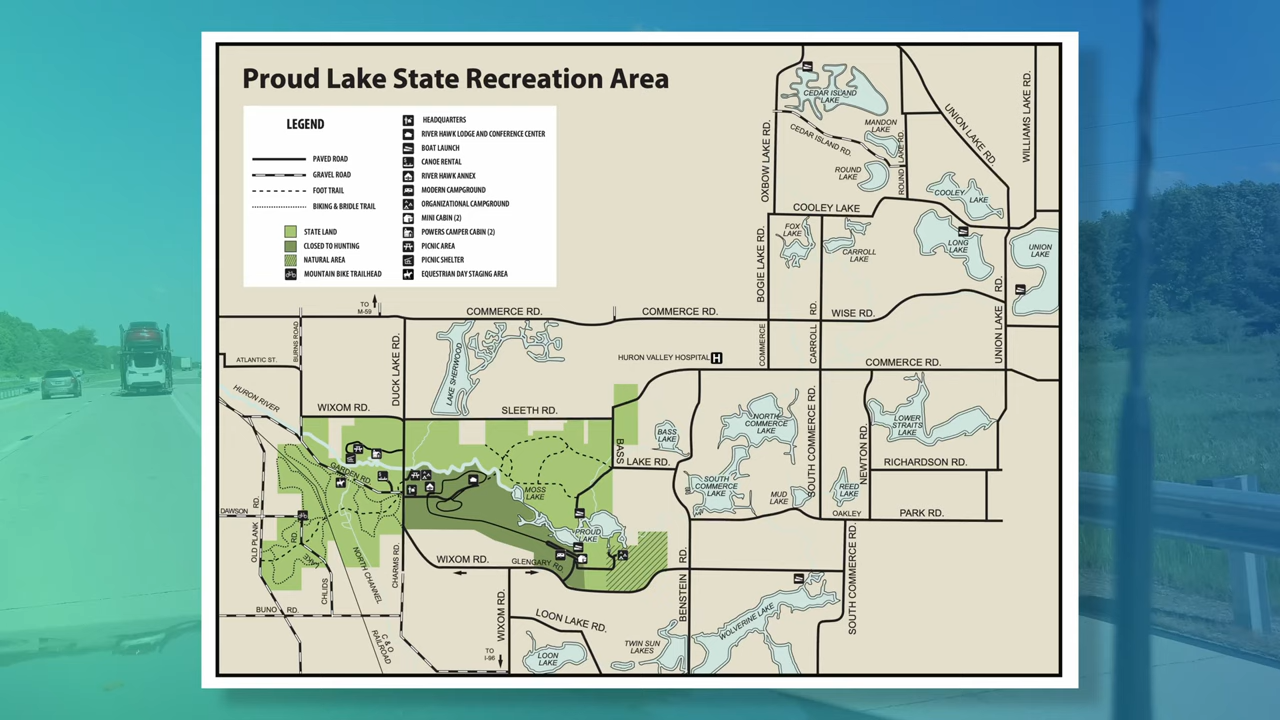 Proud Lake State Recreation Area
LEGEND
PAVED ROAD
GRAVEL ROAD
FOOT TRAIL
BIKING & BRIDLE TRAIL
STATE LAND
CLOSED TO HUNTING
NATURAL AREA
MOUNTAIN BIKE TRAILHEAD
HEADQUARTERS
RIVER HAWK LODGE AND CONFERENCE CENTER
BOAT LAUNCH
CANOE RENTAL
RIVER HAWK ANNEX
MODERN CAMPGROUND
ORGANIZATIONAL CAMPGROUND
MINI CABIN (2)
POWERS CAMPER CABIN (2)
PICNIC AREA
PICNIC SHELTER
EQUESTRIAN DAY STAGING AREA
CEDAR ISLAND
LAKE
MANDON
LAKE
CEDAR ISLAND RD.
ROUND
LAKE
ROUND LAKE RD.
UNION LAKE RD.
WILLIAMS LAKE RD.
OXBOW LAKE RD.
COOLEY
LAKE
COOLEY LAKE
FOX
LAKE
CARROLL
LAKE
LONG
LAKE
UNION
LAKE
BOGIE LAKE RD.
TO
M-59
COMMERCE RD.
COMMERCE RD.
CARROLL RD.
WISE RD.
UNION LAKE RD.
COMMERCE
BURNS ROAD
ATLANTIC ST.
DUCK LAKE RD.
LAKE SHERWOOD
HURON VALLEY HOSPITAL
H
COMMERCE RD.
HURON RIVER
WIXOM RD.
SLEETH RD.
BASS
LAKE RD.
BASS
LAKE
NORTH
COMMERCE
LAKE
SOUTH COMMERCE RD.
LOWER
STRAITS
LAKE
NEWTON RD.
RICHARDSON RD.
GARDEN RD.
MOSS
LAKE
SOUTH
COMMERCE
LAKE
MUD
LAKE
REED
LAKE
OAKLEY
PARK RD.
DAWSON
RD.
OLD PLANK
RD.
PROUD
LAKE
NORTH CHANNEL
CHARMS RD.
WIXOM RD.
GLENGARY RD.
CHILDS
BUNO RD.
WIXOM RD.
LOON LAKE RD.
BENSTEIN RD.
WOLVERINE LAKE
SOUTH COMMERCE RD.
C & O
RAILROAD
TO
I-96
LOON
LAKE
TWIN SUN
LAKES